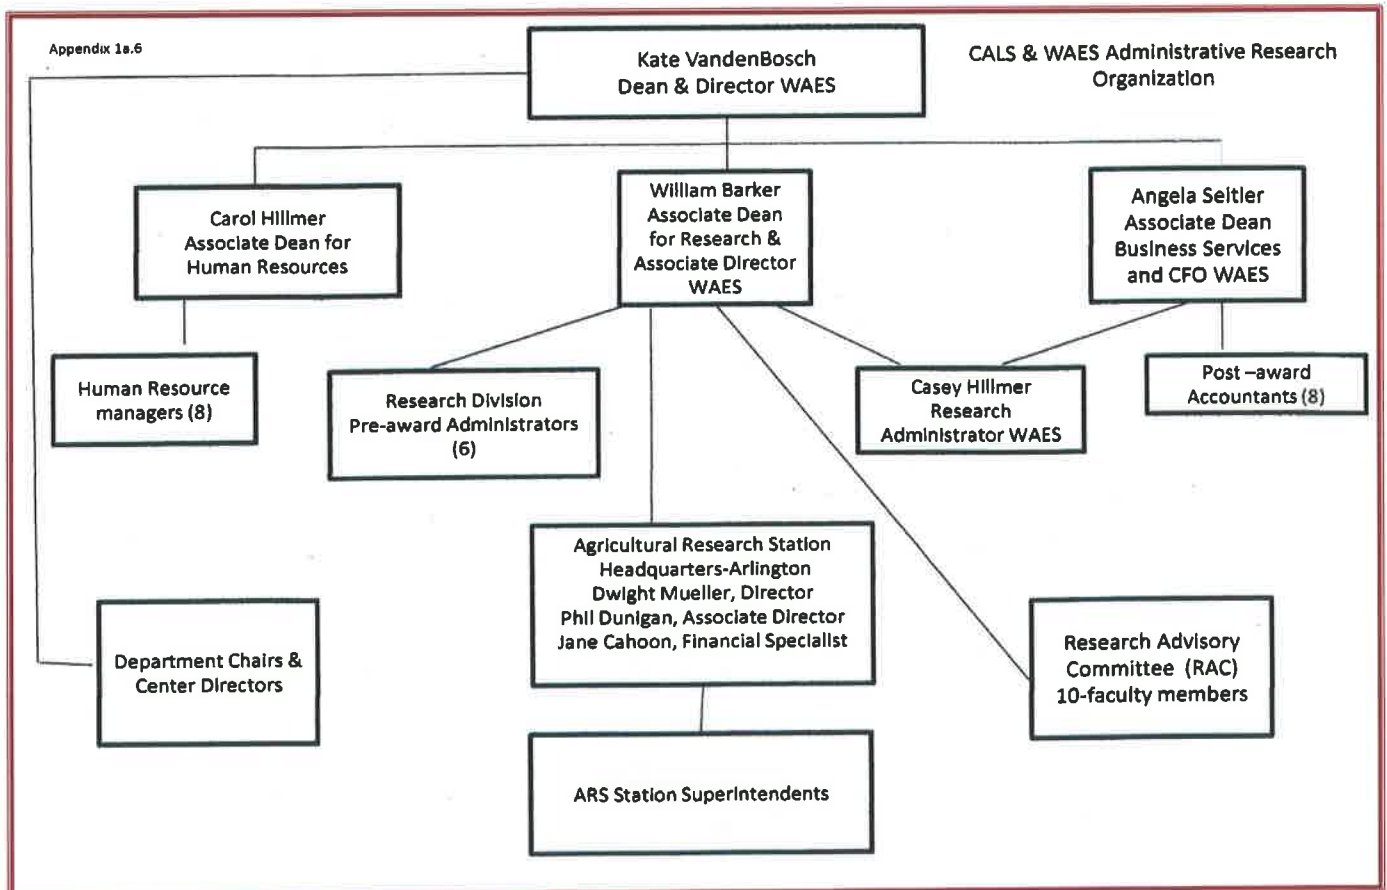 Appendix 1a.6
Kate VandenBosch
Dean & Director WAES
CALS & WAES Administrative Research
Organization
Carol Hillmer
Associate Dean for
Human Resources
William Barker
Associate Dean
for Research &
Associate Director
WAES
Angela Seitler
Associate Dean
Business Services
and CFO WAES
Human Resource
managers (8)
Research Division
Pre-award Administrators
(6)
Casey Hillmer
Research
Administrator WAES
Post –award
Accountants (8)
Agricultural Research Station
Headquarters-Arlington
Dwight Mueller, Director
Phil Dunigan, Associate Director
Jane Cahoon, Financial Specialist
Department Chairs &
Center Directors
Research Advisory
Committee (RAC)
10-faculty members
ARS Station Superintendents